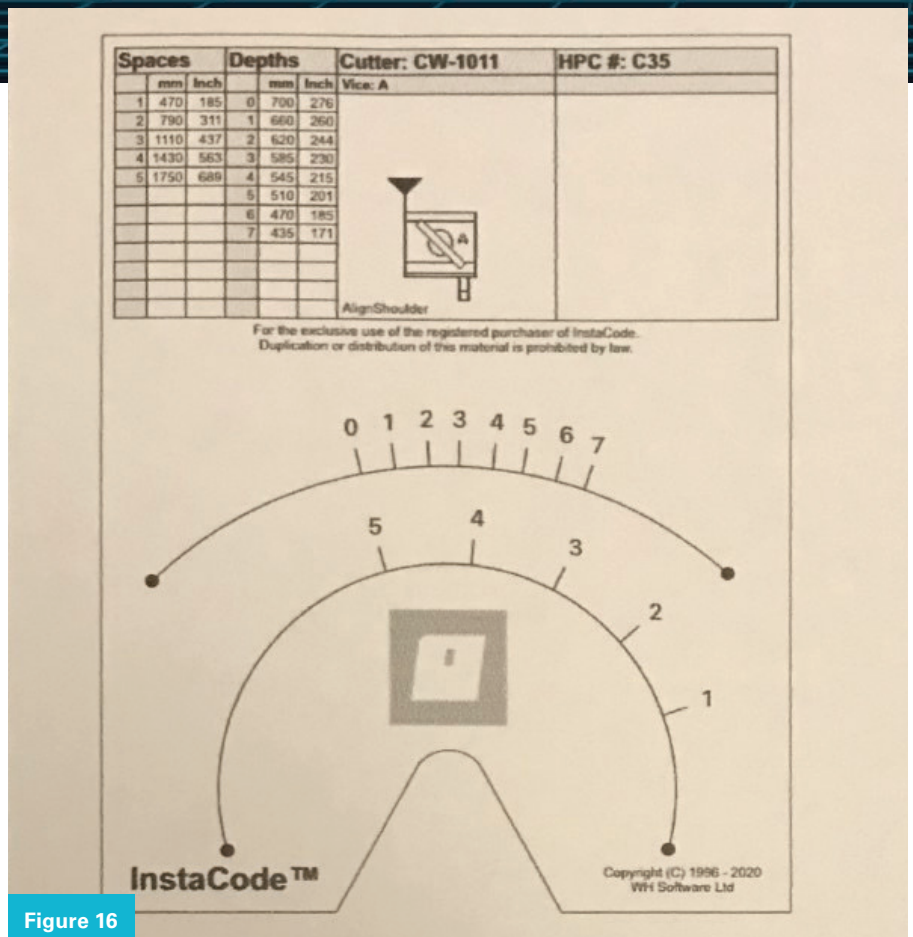 Spaces Depths Cutter: CW-1011 HPC #: C35
mm Inch mm Inch Vice: A
1 470 185 0 700 276
2 790 311 1 660 260
3 1110 437 2 620 244
4 1430 563 3 585 230
5 1750 689 4 545 215
5 510 201
6 470 185
7 435 171
A
AlignShoulder
For the exclusive use of the registered purchaser of InstaCode.
Duplication or distribution of this material is prohibited by law.
0 1 2 3 4 5 6 7
5 4 3 2 1
InstaCode™
Copyright (C) 1996 - 2020
WH Software Ltd
Figure 16